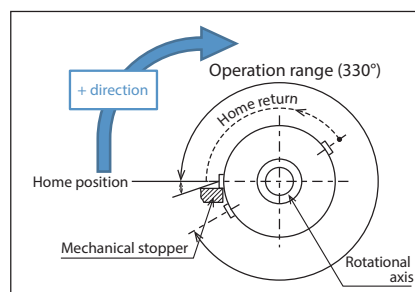 + direction
Operation range (330°)
Home return
Home position
Mechanical stopper
Rotational
axis